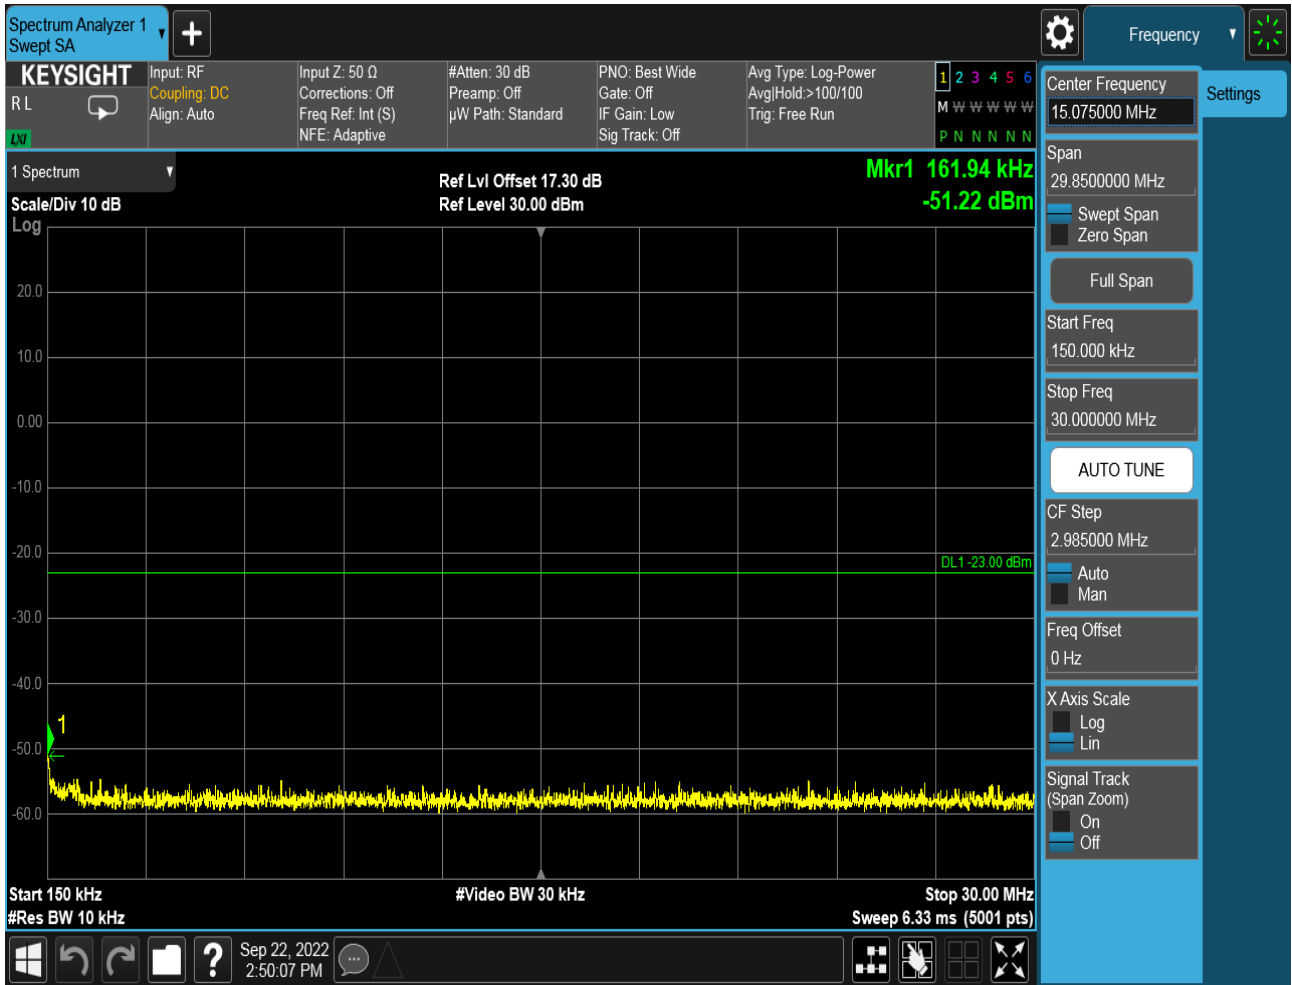 Spectrum Analyzer 1
Swept SA
Frequency
KEYSIGHT
R L
LXI
Input: RF
Coupling: DC
Align: Auto
Input Z: 50 Ω
Corrections: Off
Freq Ref: Int (S)
NFE: Adaptive
#Atten: 30 dB
Preamp: Off
µW Path: Standard
PNO: Best Wide
Gate: Off
IF Gain: Low
Sig Track: Off
Avg Type: Log-Power
Avg|Hold:>100/100
Trig: Free Run
1 2 3 4 5 6
M W W W W W
P N N N N N
1 Spectrum
Scale/Div 10 dB
Log
Ref Lvl Offset 17.30 dB
Ref Level 30.00 dBm
Mkr1 161.94 kHz
-51.22 dBm
20.0
10.0
0.00
-10.0
-20.0
DL1 -23.00 dBm
-30.0
-40.0
1
-50.0
-60.0
Start 150 kHz
#Video BW 30 kHz
Stop 30.00 MHz
#Res BW 10 kHz
Sweep 6.33 ms (5001 pts)
Center Frequency
15.075000 MHz
Settings
Span
29.8500000 MHz
Swept Span
Zero Span
Full Span
Start Freq
150.000 kHz
Stop Freq
30.000000 MHz
AUTO TUNE
CF Step
2.985000 MHz
Auto
Man
Freq Offset
0 Hz
X Axis Scale
Log
Lin
Signal Track
(Span Zoom)
On
Off
?
Sep 22, 2022
2:50:07 PM